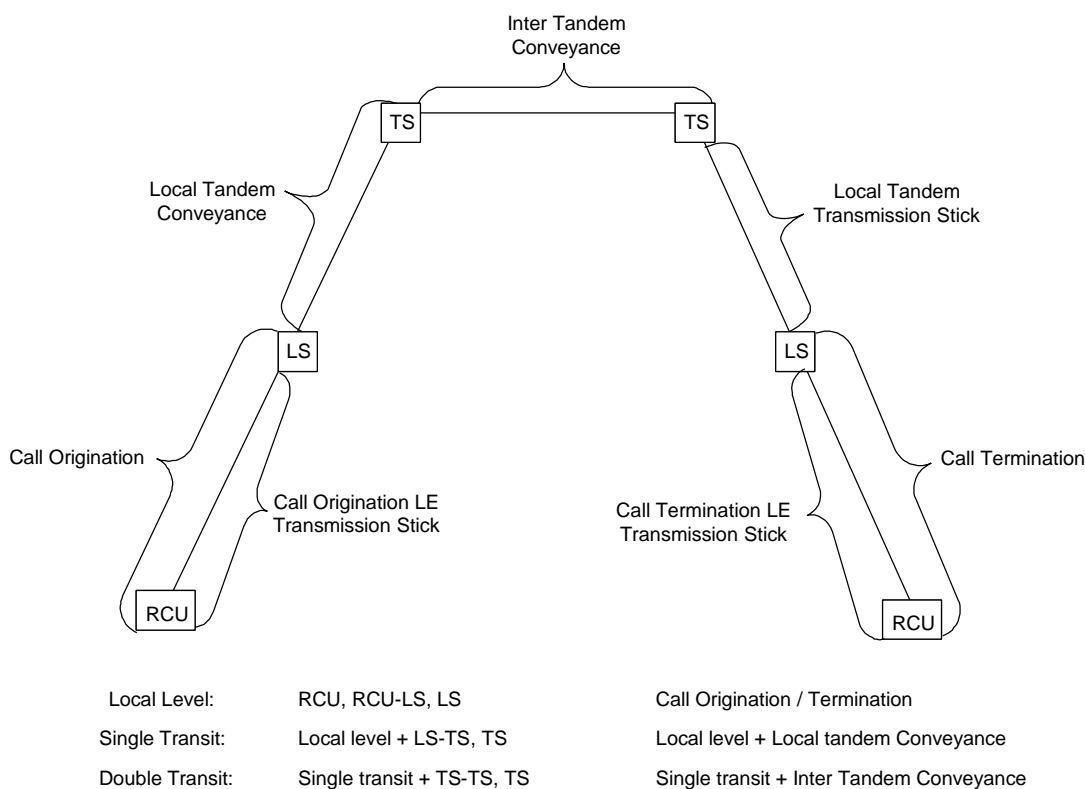 Inter Tandem
Conveyance
TS
TS
Local Tandem
Conveyance
Local Tandem
Transmission Stick
LS
LS
Call Origination
Call Origination LE
Transmission Stick
Call Termination LE
Transmission Stick
Call Termination
RCU
RCU
Local Level: RCU, RCU-LS, LS Call Origination / Termination
Single Transit: Local level + LS-TS, TS Local level + Local tandem Conveyance
Double Transit: Single transit + TS-TS, TS Single transit + Inter Tandem Conveyance